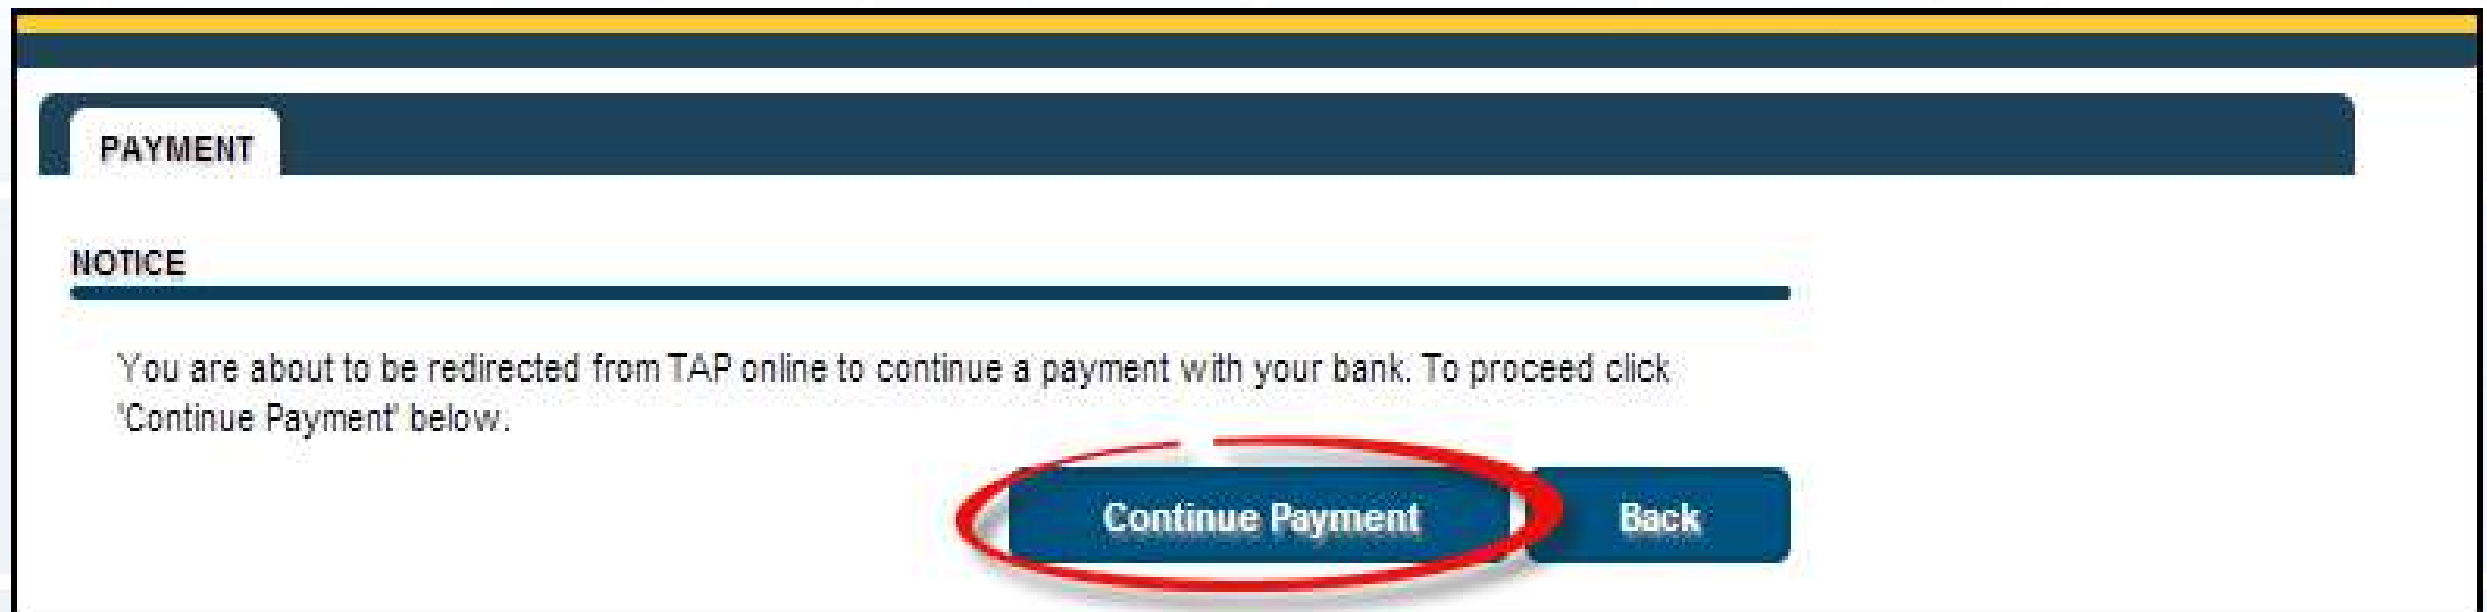 PAYMENT
NOTICE
You are about to be redirected from TAP online to continue a payment with your bank. To proceed click
'Continue Payment' below.
Continue Payment Back